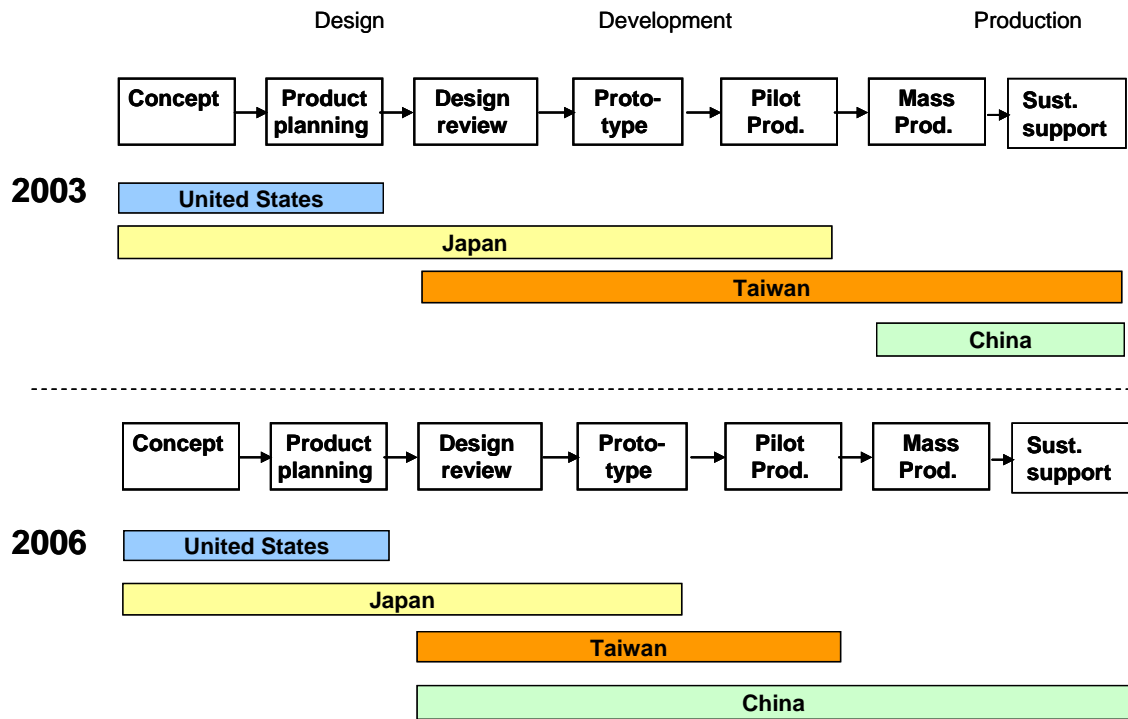 Design Development Production
Concept Product planning Design review Proto-type Pilot Prod. Mass Prod. Sust. support
2003
United States
Japan
Taiwan
China
Concept Product planning Design review Proto-type Pilot Prod. Mass Prod. Sust. support
2006
United States
Japan
Taiwan
China